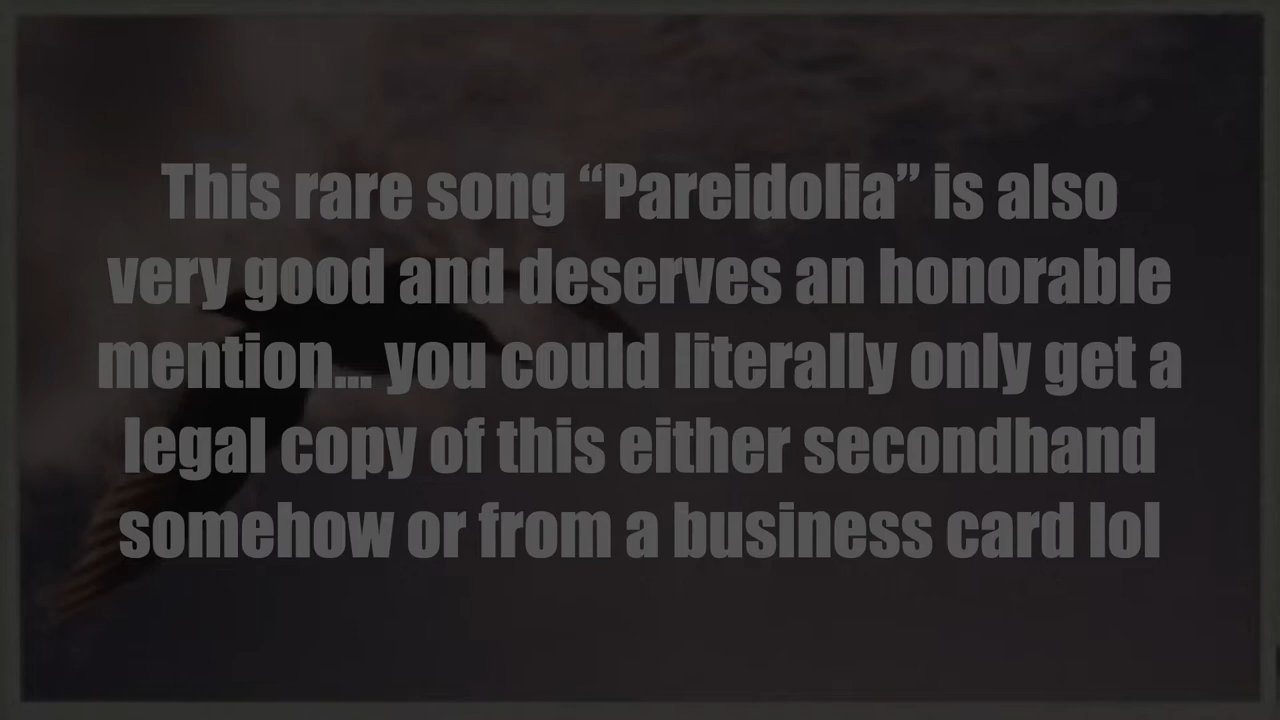 This rare song “Pareidolia” is also
very good and deserves an honorable
mention... you could literally only get a
legal copy of this either secondhand
somehow or from a business card lol